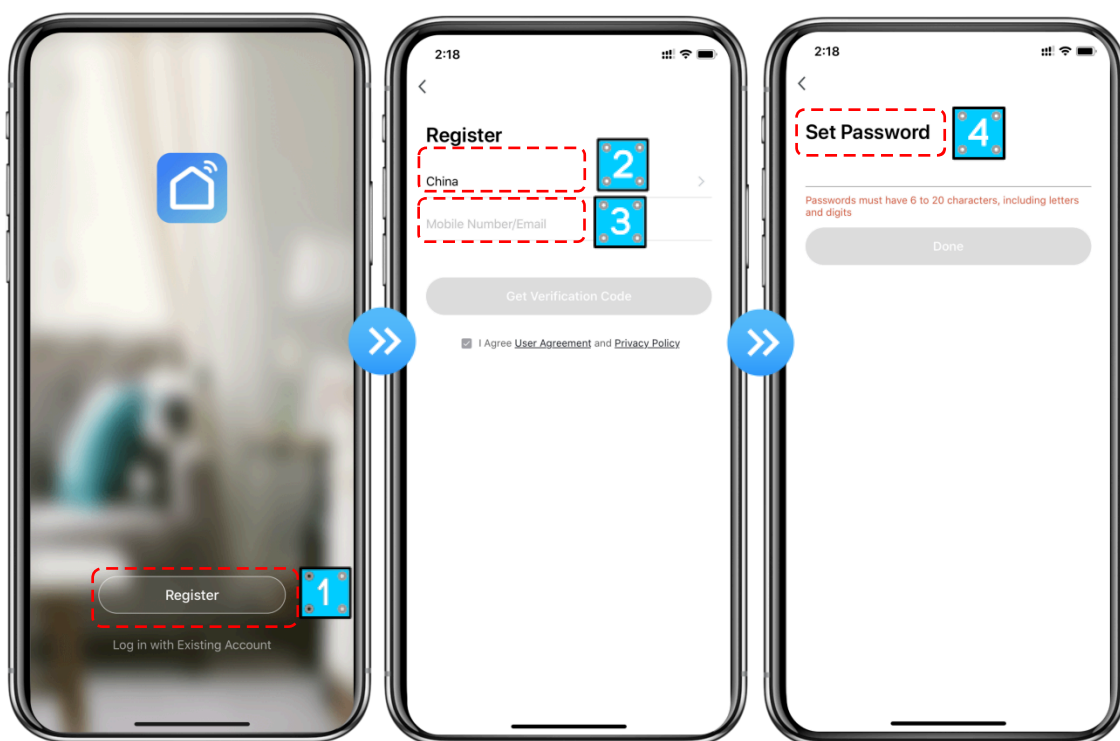 Register
1
Log in with Existing Account
2:18
Register
2
China
3
Mobile Number/Email
Get Verification Code
I Agree User Agreement and Privacy Policy
2:18
Set Password
4
Passwords must have 6 to 20 characters, including letters
and digits
Done